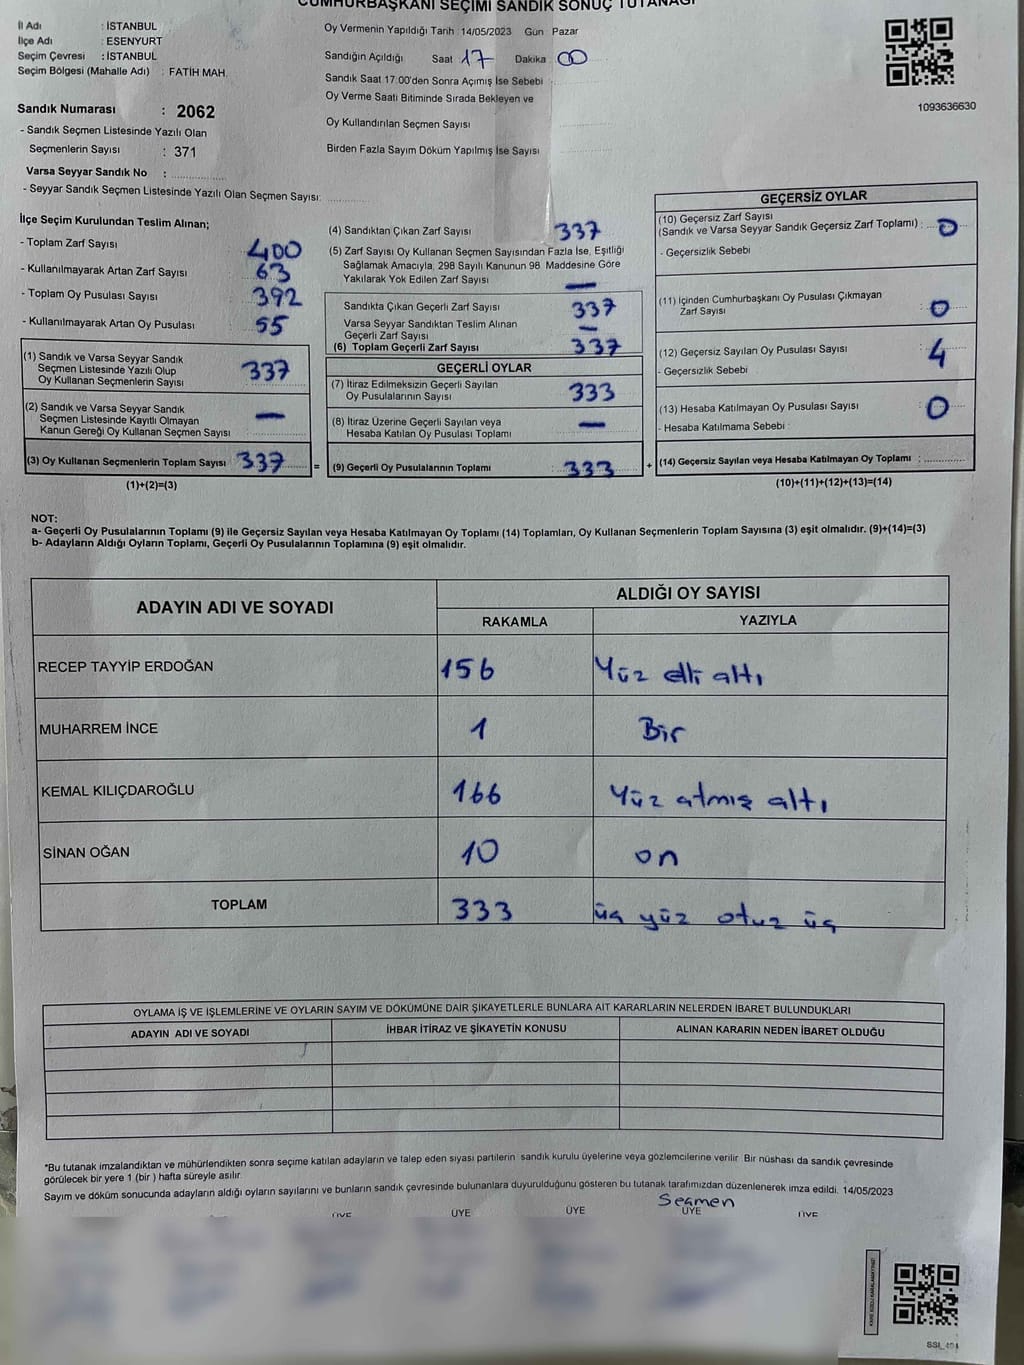 CUMHURBAŞKANI SEÇİMİ SANDIK SONUÇ TUTANAĞI
İl Adı : İSTANBUL
İlçe Adı : ESENYURT
Seçim Çevresi : İSTANBUL
Seçim Bölgesi (Mahalle Adı) : FATİH MAH.
Sandık Numarası : 2062
- Sandık Seçmen Listesinde Yazılı Olan
Seçmenlerin Sayısı : 371
Varsa Seyyar Sandık No :
- Seyyar Sandık Seçmen Listesinde Yazılı Olan Seçmen Sayısı:
Oy Vermenin Yapıldığı Tarih : 14/05/2023 Gün : Pazar
Sandığın Açıldığı Saat 17 Dakika : 00
Sandık Saat 17:00'den Sonra Açımış İse Sebebi
Oy Verme Saati Bitiminde Sırada Bekleyen ve
Oy Kullandırılan Seçmen Sayısı
Birden Fazla Sayım Döküm Yapılmış İse Sayısı
1093636630
İlçe Seçim Kurulundan Teslim Alınan;
- Toplam Zarf Sayısı 400
- Kullanılmayarak Artan Zarf Sayısı 63
- Toplam Oy Pusulası Sayısı 392
- Kullanılmayarak Artan Oy Pusulası 55
(1) Sandık ve Varsa Seyyar Sandık
Seçmen Listesinde Yazılı Olup
Oy Kullanan Seçmenlerin Sayısı 337
(2) Sandık ve Varsa Seyyar Sandık
Seçmen Listesinde Kayıtlı Olmayan
Kanun Gereği Oy Kullanan Seçmen Sayısı —
(3) Oy Kullanan Seçmenlerin Toplam Sayısı 337
(1)+(2)=(3)
(4) Sandıktan Çıkan Zarf Sayısı 337
(5) Zarf Sayısı Oy Kullanan Seçmen Sayısından Fazla İse, Eşitliği
Sağlamak Amacıyla, 298 Sayılı Kanunun 98. Maddesine Göre
Yakılarak Yok Edilen Zarf Sayısı —
Sandıkta Çıkan Geçerli Zarf Sayısı 337
Varsa Seyyar Sandıktan Teslim Alınan
Geçerli Zarf Sayısı —
(6) Toplam Geçerli Zarf Sayısı 337
GEÇERLİ OYLAR
(7) İtiraz Edilmeksizin Geçerli Sayılan
Oy Pusulalarının Sayısı 333
(8) İtiraz Üzerine Geçerli Sayılan veya
Hesaba Katılan Oy Pusulası Toplamı —
= (9) Geçerli Oy Pusulalarının Toplamı : 333
GEÇERSİZ OYLAR
(10) Geçersiz Zarf Sayısı
(Sandık ve Varsa Seyyar Sandık Geçersiz Zarf Toplamı) : 0
- Geçersizlik Sebebi
(11) İçinden Cumhurbaşkanı Oy Pusulası Çıkmayan
Zarf Sayısı 0
(12) Geçersiz Sayılan Oy Pusulası Sayısı 4
- Geçersizlik Sebebi
(13) Hesaba Katılmayan Oy Pusulası Sayısı 0
- Hesaba Katılmama Sebebi :
+ (14) Geçersiz Sayılan veya Hesaba Katılmayan Oy Toplamı :
(10)+(11)+(12)+(13)=(14)
NOT:
a- Geçerli Oy Pusulalarının Toplamı (9) ile Geçersiz Sayılan veya Hesaba Katılmayan Oy Toplamı (14) Toplamları, Oy Kullanan Seçmenlerin Toplam Sayısına (3) eşit olmalıdır. (9)+(14)=(3)
b- Adayların Aldığı Oyların Toplamı, Geçerli Oy Pusulalarının Toplamına (9) eşit olmalıdır.
ADAYIN ADI VE SOYADI ALDIĞI OY SAYISI
RAKAMLA YAZIYLA
RECEP TAYYİP ERDOĞAN 156 Yüz elli altı
MUHARREM İNCE 1 Bir
KEMAL KILIÇDAROĞLU 166 Yüz atmış altı
SİNAN OĞAN 10 on
TOPLAM 333 üç yüz otuz üç
OYLAMA İŞ VE İŞLEMLERİNE VE OYLARIN SAYIM VE DÖKÜMÜNE DAİR ŞİKAYETLERLE BUNLARA AİT KARARLARIN NELERDEN İBARET BULUNDUKLARI
ADAYIN ADI VE SOYADI İHBAR İTİRAZ VE ŞİKAYETİN KONUSU ALINAN KARARIN NEDEN İBARET OLDUĞU
*Bu tutanak imzalandıktan ve mühürlendikten sonra seçime katılan adayların ve talep eden siyasi partilerin sandık kurulu üyelerine veya gözlemcilerine verilir. Bir nüshası da sandık çevresinde
görülecek bir yere 1 (bir ) hafta süreyle asılır.
Sayım ve döküm sonucunda adayların aldığı oyların sayılarını ve bunların sandık çevresinde bulunanlara duyurulduğunu gösteren bu tutanak tarafımızdan düzenlenerek imza edildi. 14/05/2023
Seçmen
ÜYE ÜYE ÜYE ÜYE ÜYE